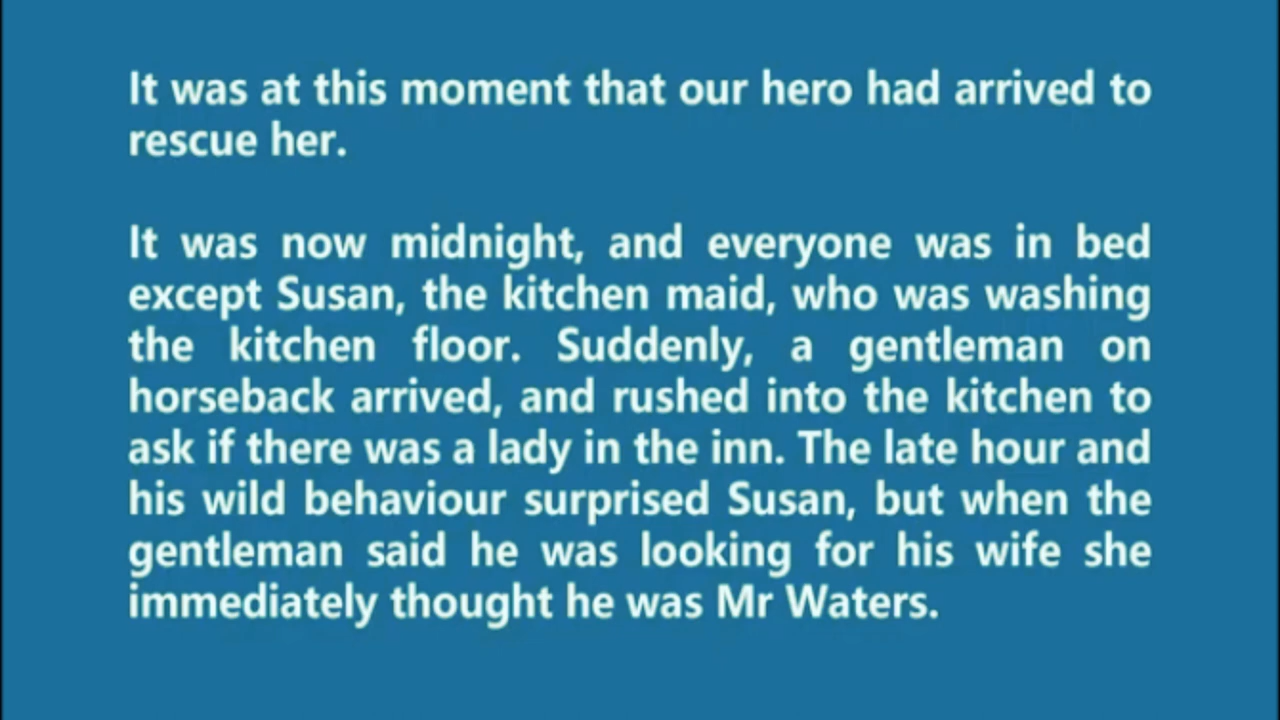 It was at this moment that our hero had arrived to
rescue her.
It was now midnight, and everyone was in bed
except Susan, the kitchen maid, who was washing
the kitchen floor. Suddenly, a gentleman on
horseback arrived, and rushed into the kitchen to
ask if there was a lady in the inn. The late hour and
his wild behaviour surprised Susan, but when the
gentleman said he was looking for his wife she
immediately thought he was Mr Waters.